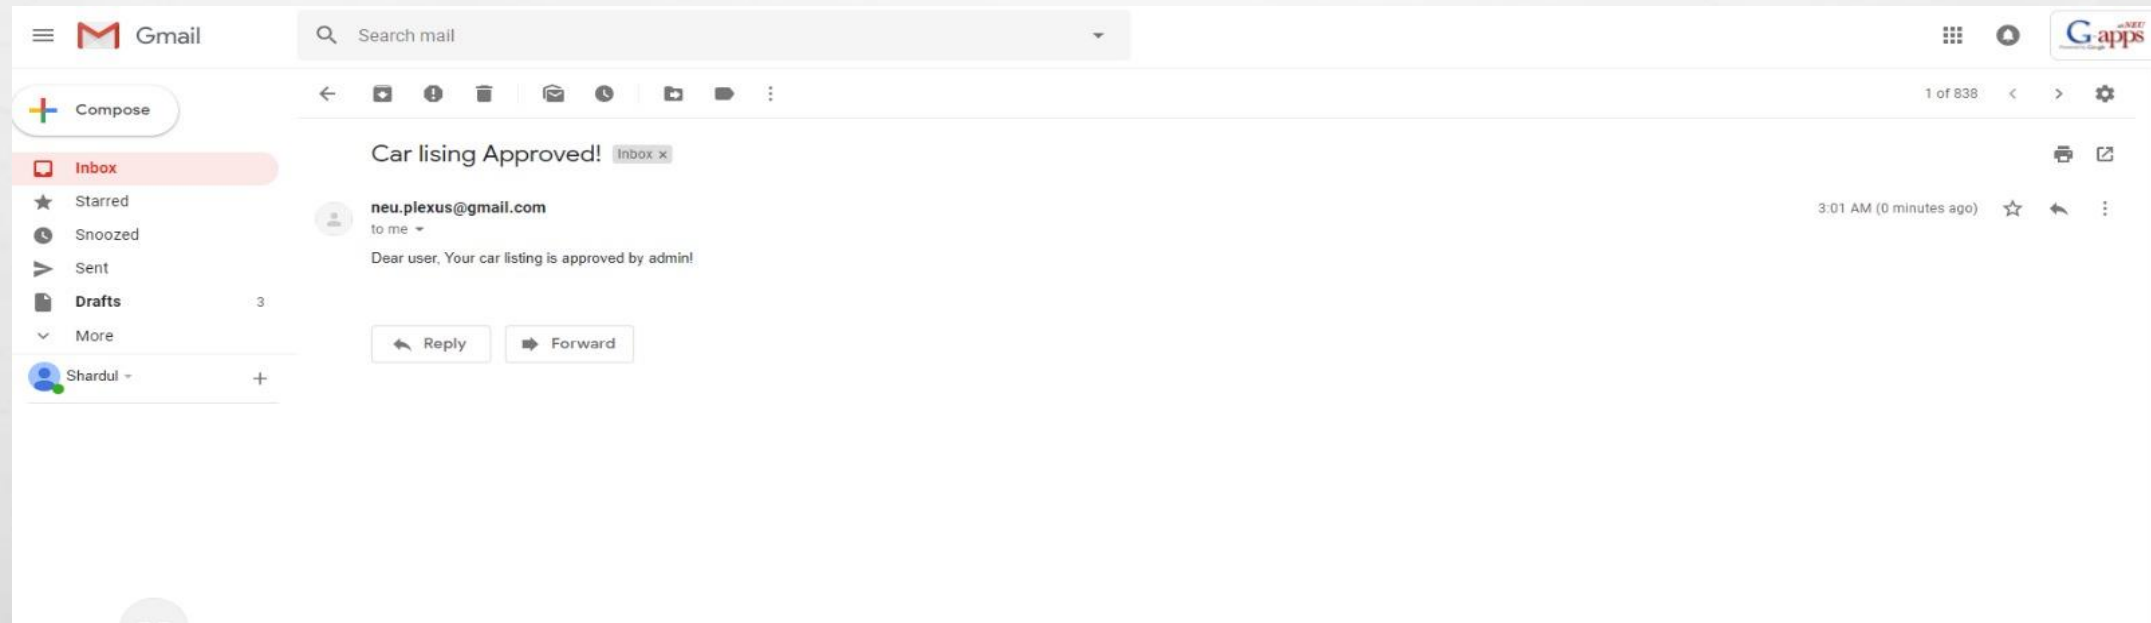 Gmail
Search mail
G apps
Compose
1 of 838
Car lising Approved! Inbox x
Inbox
Starred
neu.plexus@gmail.com
3:01 AM (0 minutes ago)
to me
Snoozed
Dear user, Your car listing is approved by admin!
Sent
Drafts 3
More
Reply
Forward
Shardul